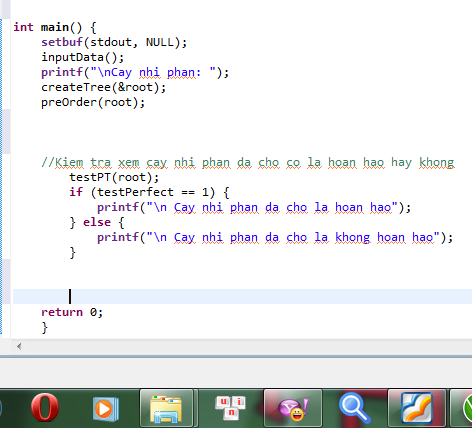 int main() {
setbuf(stdout, NULL);
inputData();
printf("\nCay nhi phan: ");
createTree(&root);
preOrder(root);
//Kiem tra xem cay nhi phan da cho co la hoan hao hay khong
testPT(root);
if (testPerfect == 1) {
printf("\n Cay nhi phan da cho la hoan hao");
} else {
printf("\n Cay nhi phan da cho la khong hoan hao");
}
return 0;
}
u i n